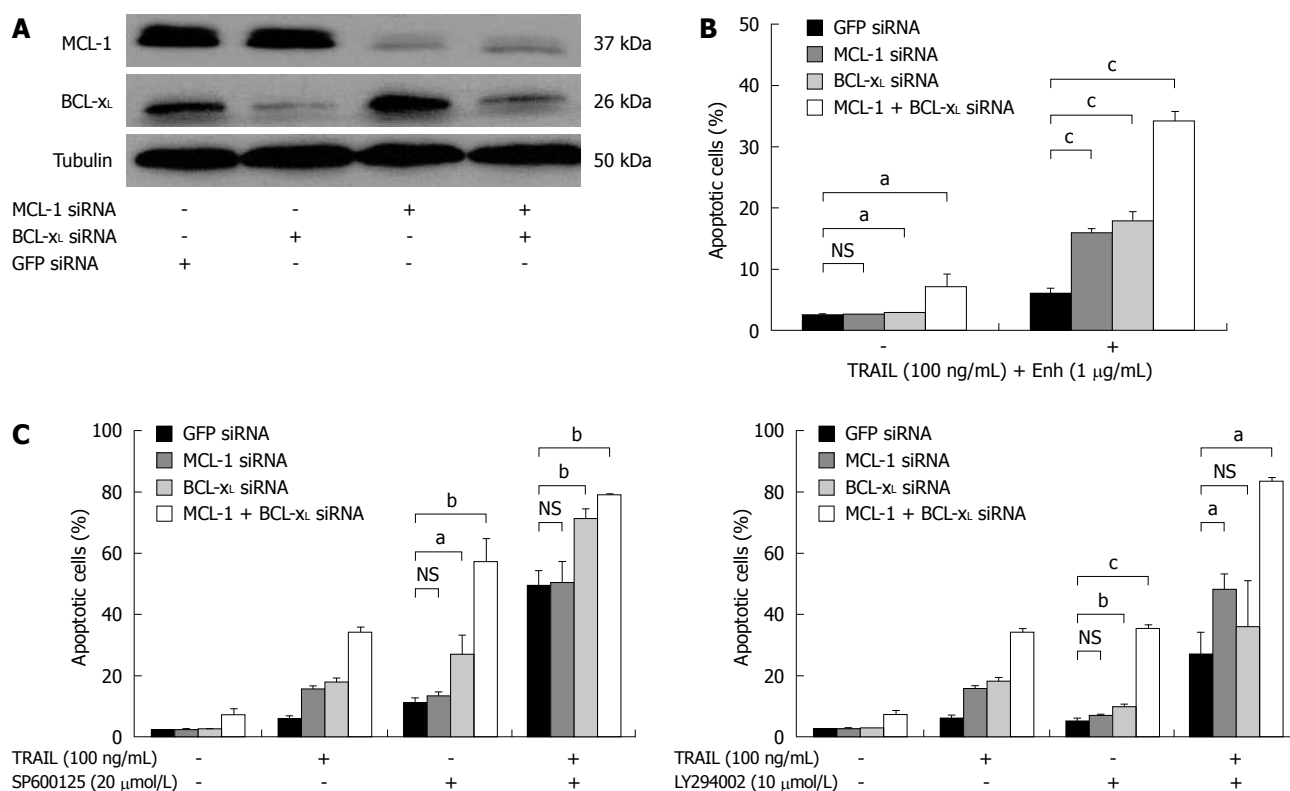 A
MCL-1
37 kDa
BCL-xL
26 kDa
Tubulin
50 kDa
MCL-1 siRNA - - + +
BCL-xL siRNA - + - +
GFP siRNA + - - -
B
GFP siRNA
MCL-1 siRNA
BCL-xL siRNA
MCL-1 + BCL-xL siRNA
Apoptotic cells (%)
50
40
30
20
10
0
NS
a
a
c
c
c
- +
TRAIL (100 ng/mL) + Enh (1 μg/mL)
C
GFP siRNA
MCL-1 siRNA
BCL-xL siRNA
MCL-1 + BCL-xL siRNA
Apoptotic cells (%)
100
80
60
40
20
0
NS
a
b
NS
b
b
TRAIL (100 ng/mL) - + - +
SP600125 (20 μmol/L) - - + +
GFP siRNA
MCL-1 siRNA
BCL-xL siRNA
MCL-1 + BCL-xL siRNA
Apoptotic cells (%)
100
80
60
40
20
0
NS
b
c
a
NS
a
TRAIL (100 ng/mL) - + - +
LY294002 (10 μmol/L) - - + +